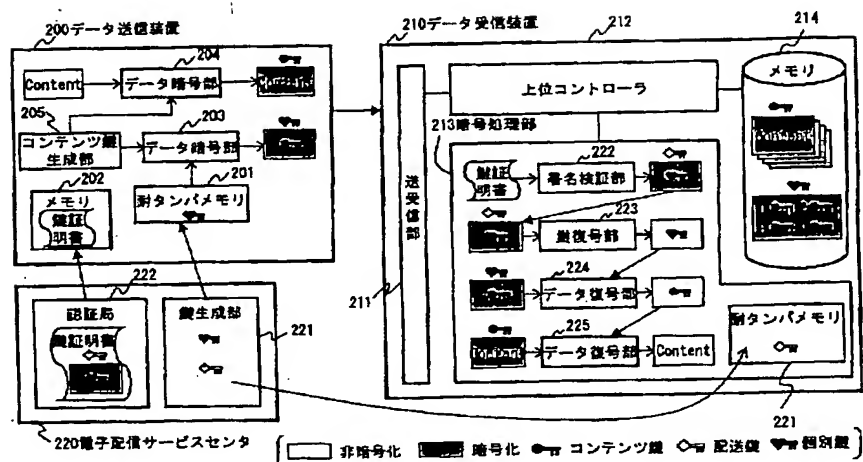 200データ送信装置
204
Content
データ暗号部
205
203
コンテンツ鍵
生成部
データ暗号部
202
メモリ
鍵証
明書
201
耐タンパメモリ
222
認証局
鍵証明書
鍵生成部
221
220電子配信サービスセンタ
210データ受信装置
212
214
上位コントローラ
メモリ
213暗号処理部
送受信部
211
222
鍵証
明書
署名検証部
223
鍵復号部
224
データ復号部
225
データ復号部
Content
耐タンパメモリ
221
非暗号化
暗号化
コンテンツ鍵
配送鍵
個別鍵